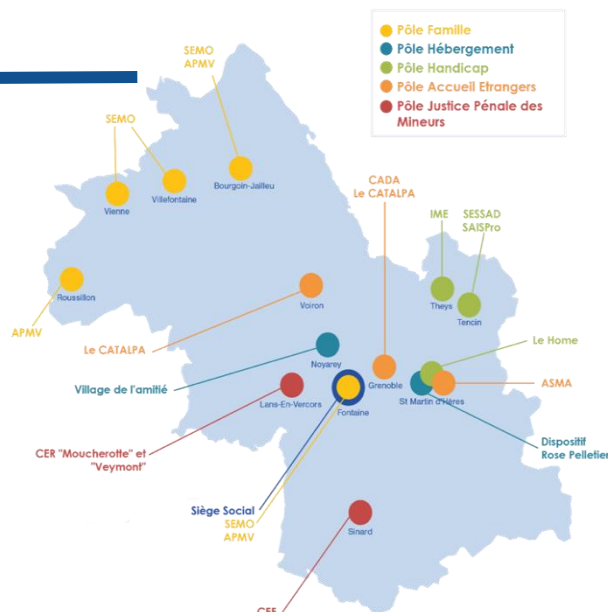 Pôle Famille
Pôle Hébergement
Pôle Handicap
Pôle Accueil Etrangers
Pôle Justice Pénale des
Mineurs
SEMO
APMV
SEMO
Bourgoin-Jailleu
Villefontaine
Vienne
CADA
Le CATALPA
IME
SESSAD
SAISPro
Roussillon
Theys
Voiron
Tencin
APMV
Le CATALPA
Le Home
Noyarey
Village de l'amitié
Grenoble
ASMA
Lans-En-Vercors
Fontaine
St Martin d'Hères
Dispositif
Rose Pelletier
CER "Moucherotte" et
"Veymont"
Siège Social
SEMO
APMV
Sinard